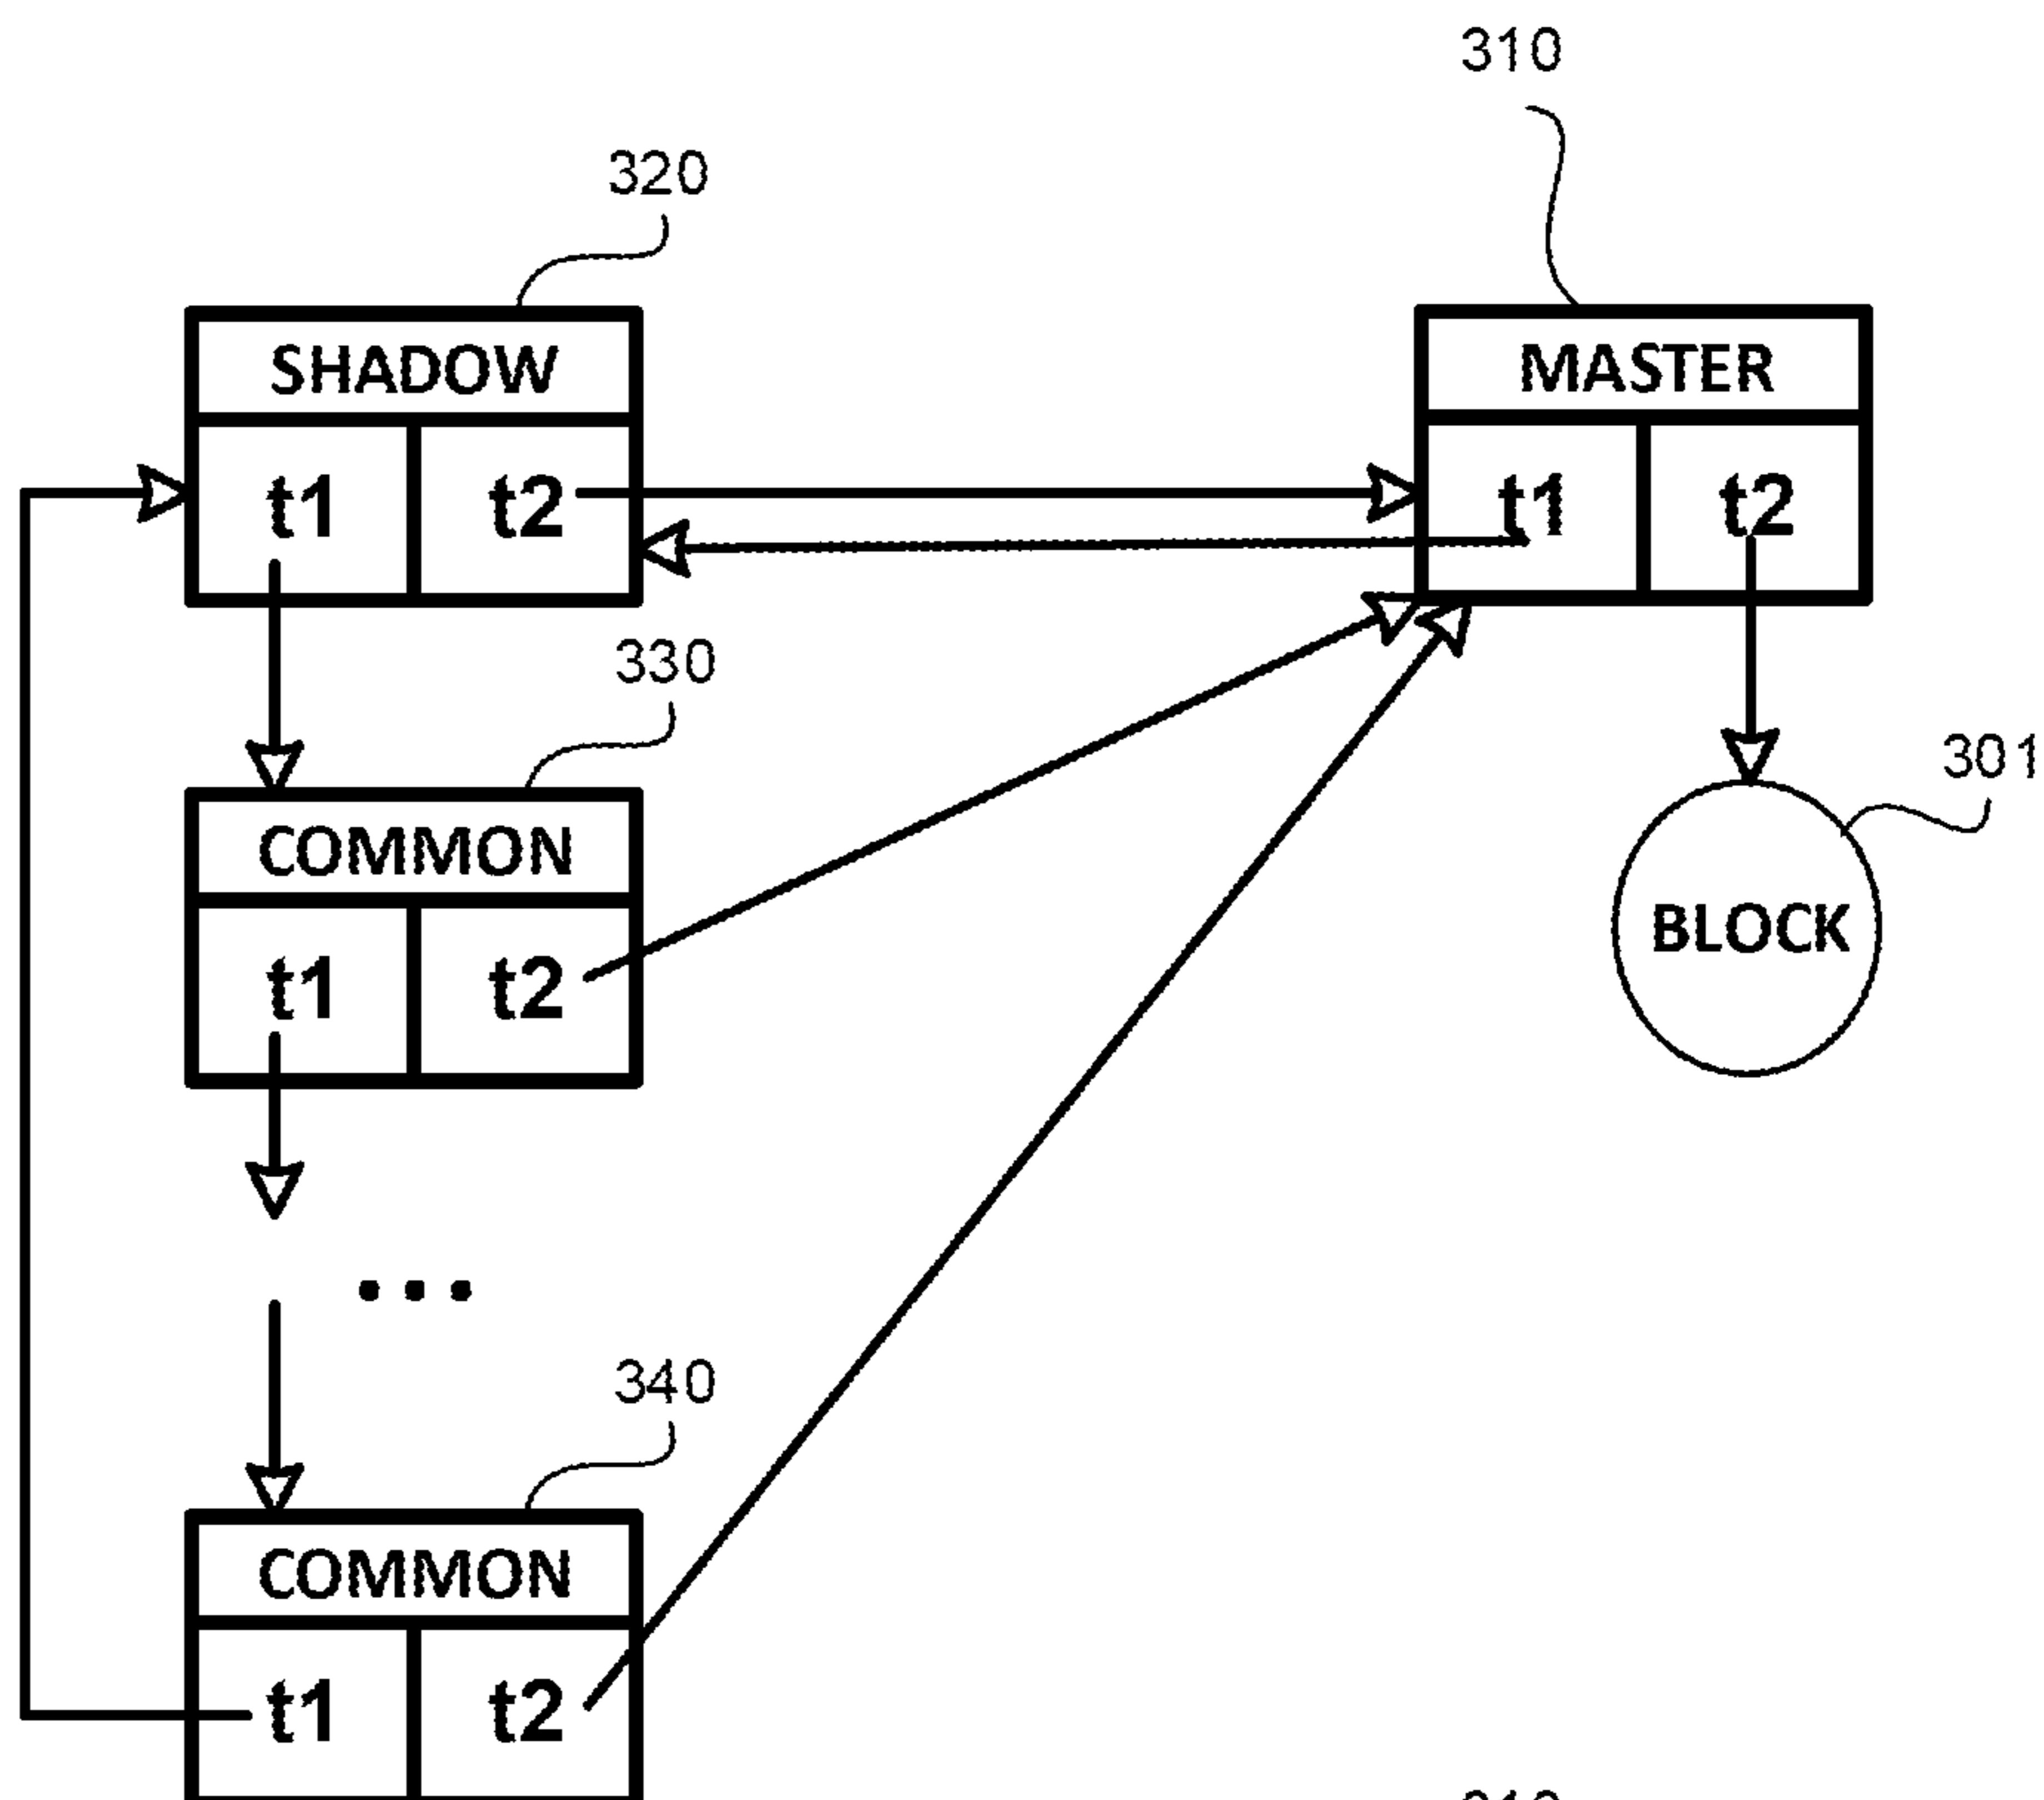 310
320
SHADOW
MASTER
t1 t2
t1 t2
330
301
COMMON
BLOCK
t1 t2
...
340
COMMON
t1 t2